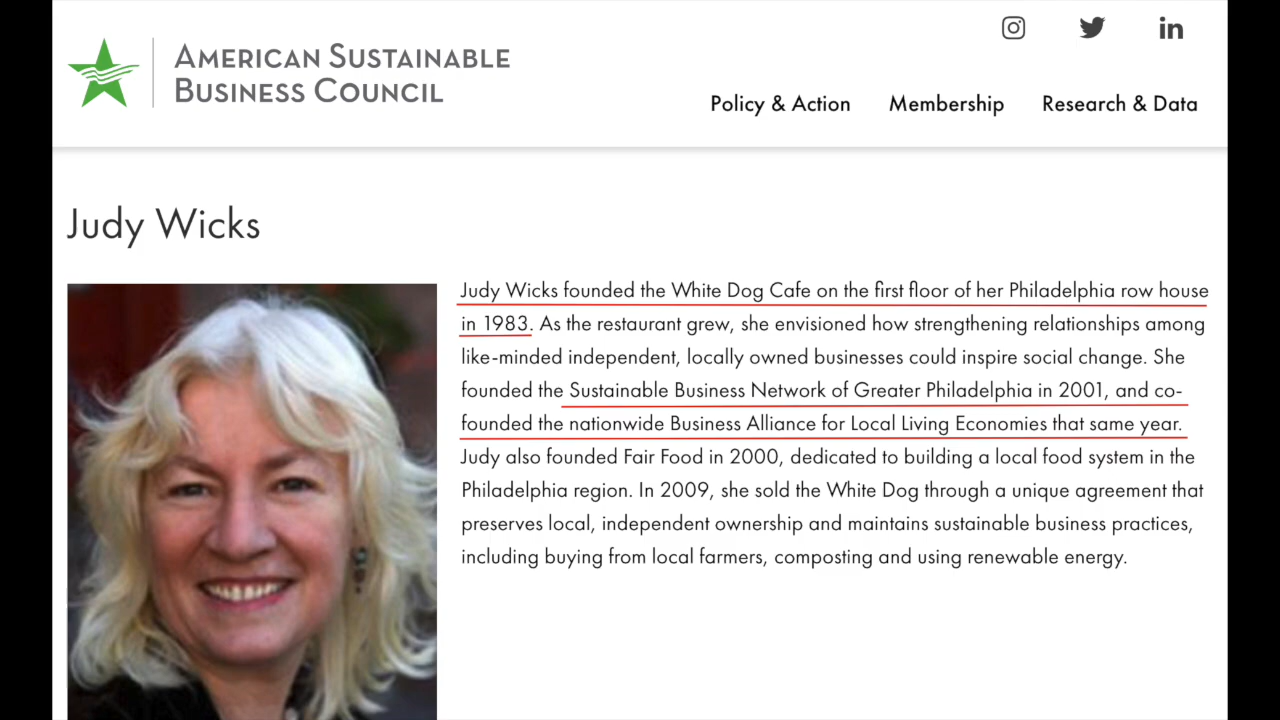 AMERICAN SUSTAINABLE
BUSINESS COUNCIL
Policy & Action Membership Research & Data
Judy Wicks
Judy Wicks founded the White Dog Cafe on the first floor of her Philadelphia row house
in 1983. As the restaurant grew, she envisioned how strengthening relationships among
like-minded independent, locally owned businesses could inspire social change. She
founded the Sustainable Business Network of Greater Philadelphia in 2001, and co-
founded the nationwide Business Alliance for Local Living Economies that same year.
Judy also founded Fair Food in 2000, dedicated to building a local food system in the
Philadelphia region. In 2009, she sold the White Dog through a unique agreement that
preserves local, independent ownership and maintains sustainable business practices,
including buying from local farmers, composting and using renewable energy.